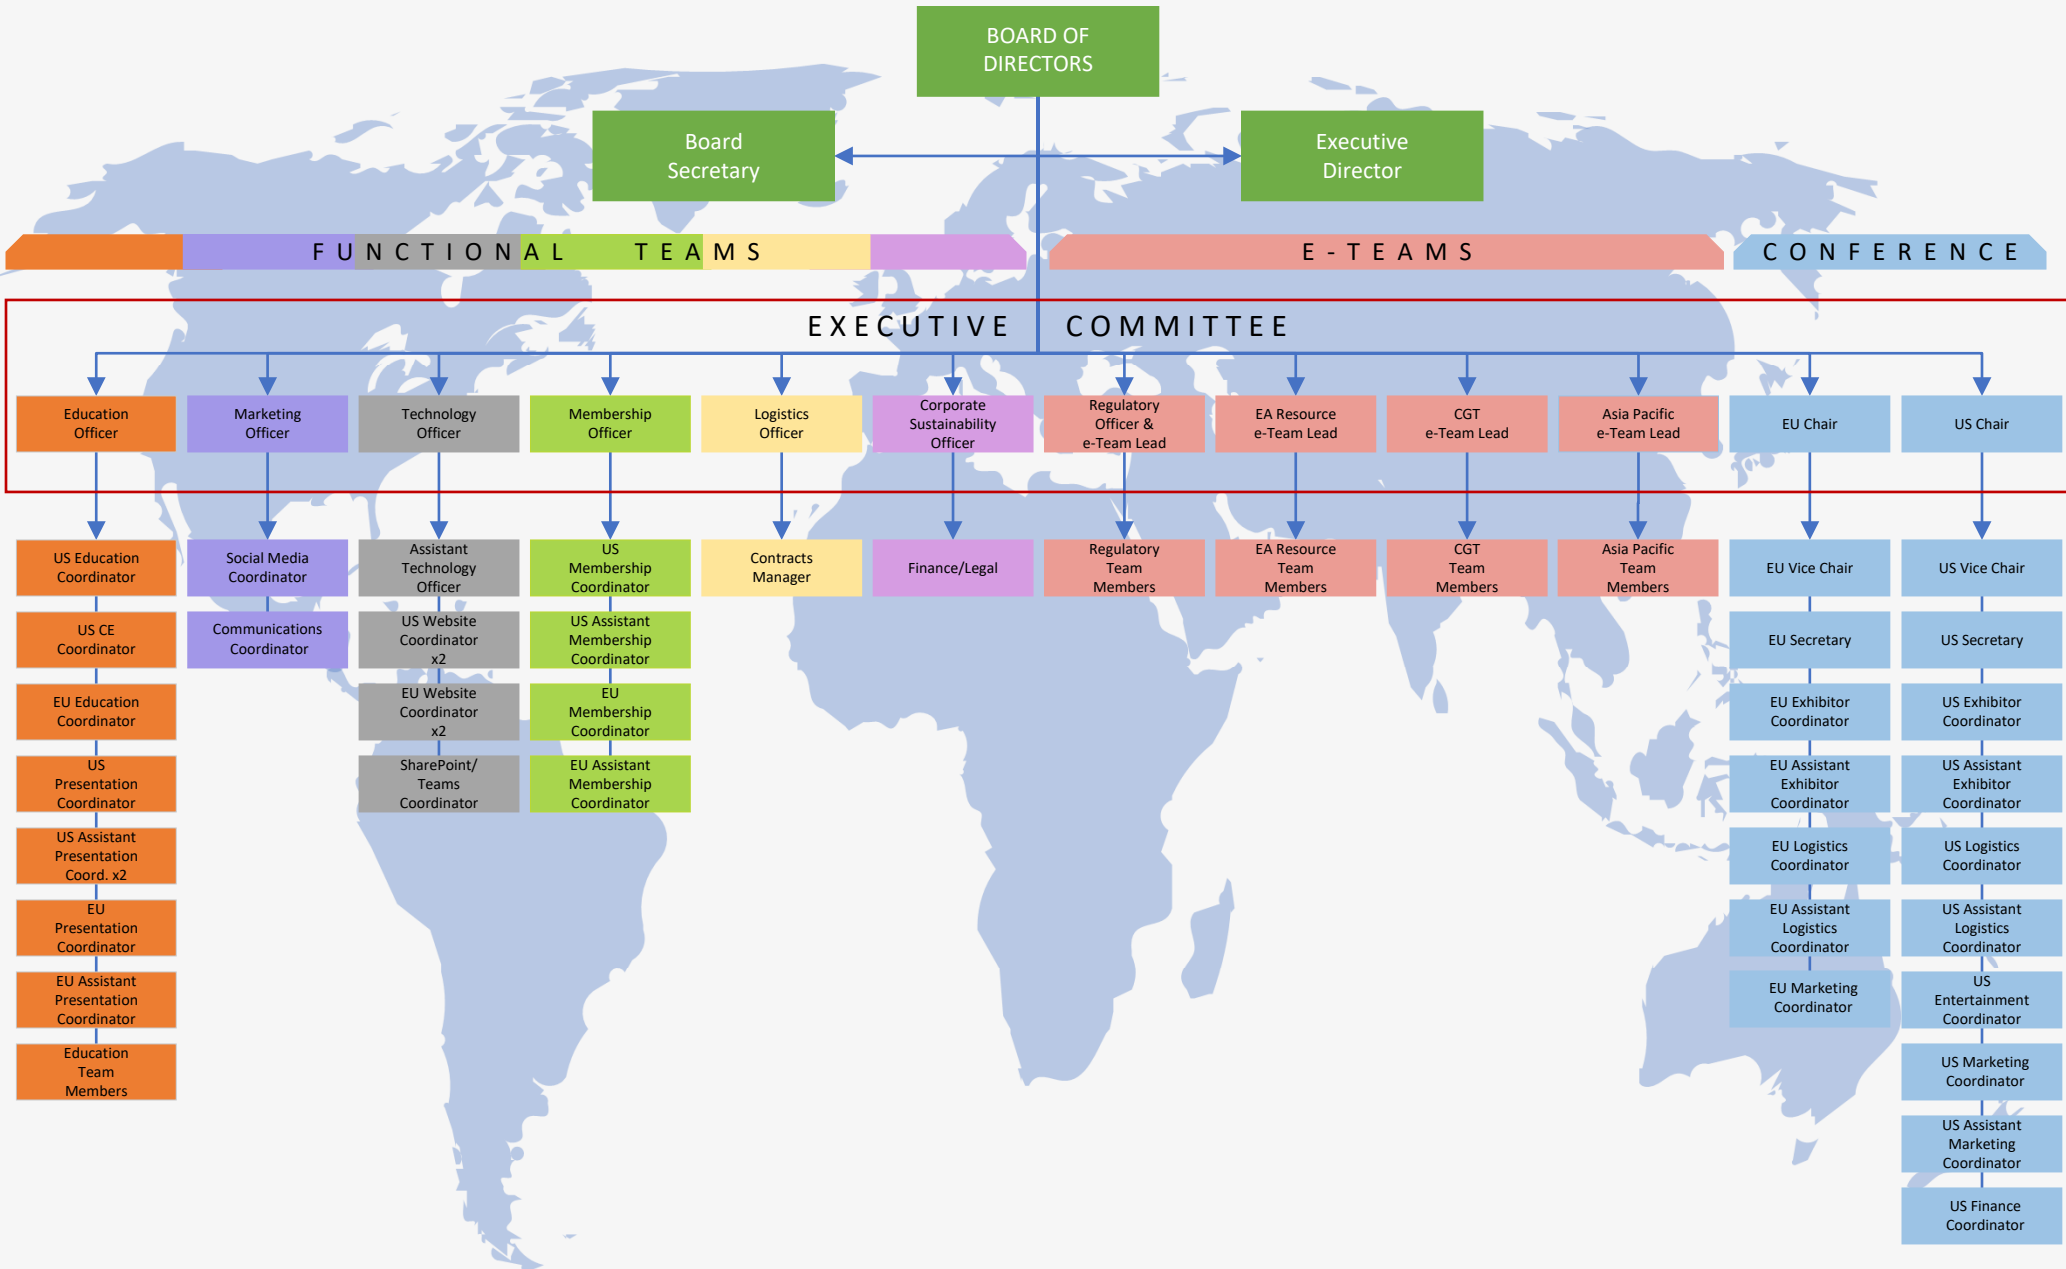 BOARD OF
DIRECTORS
Board
Secretary
Executive
Director
FUNCTIONAL TEAMS
E-TEAMS
CONFERENCE
EXECUTIVE COMMITTEE
Education
Officer
Marketing
Officer
Technology
Officer
Membership
Officer
Logistics
Officer
Corporate
Sustainability
Officer
Regulatory
Officer &
e-Team Lead
EA Resource
e-Team Lead
CGT
e-Team Lead
Asia Pacific
e-Team Lead
EU Chair
US Chair
US Education
Coordinator
US CE
Coordinator
EU Education
Coordinator
US
Presentation
Coordinator
US Assistant
Presentation
Coord. x2
EU
Presentation
Coordinator
EU Assistant
Presentation
Coordinator
Education
Team
Members
Social Media
Coordinator
Communications
Coordinator
Assistant
Technology
Officer
US Website
Coordinator
x2
EU Website
Coordinator
x2
SharePoint/
Teams
Coordinator
US
Membership
Coordinator
US Assistant
Membership
Coordinator
EU
Membership
Coordinator
EU Assistant
Membership
Coordinator
Contracts
Manager
Finance/Legal
Regulatory
Team
Members
EA Resource
Team
Members
CGT
Team
Members
Asia Pacific
Team
Members
EU Vice Chair
EU Secretary
EU Exhibitor
Coordinator
EU Assistant
Exhibitor
Coordinator
EU Logistics
Coordinator
EU Assistant
Logistics
Coordinator
EU Marketing
Coordinator
US Vice Chair
US Secretary
US Exhibitor
Coordinator
US Assistant
Exhibitor
Coordinator
US Logistics
Coordinator
US Assistant
Logistics
Coordinator
US
Entertainment
Coordinator
US Marketing
Coordinator
US Assistant
Marketing
Coordinator
US Finance
Coordinator